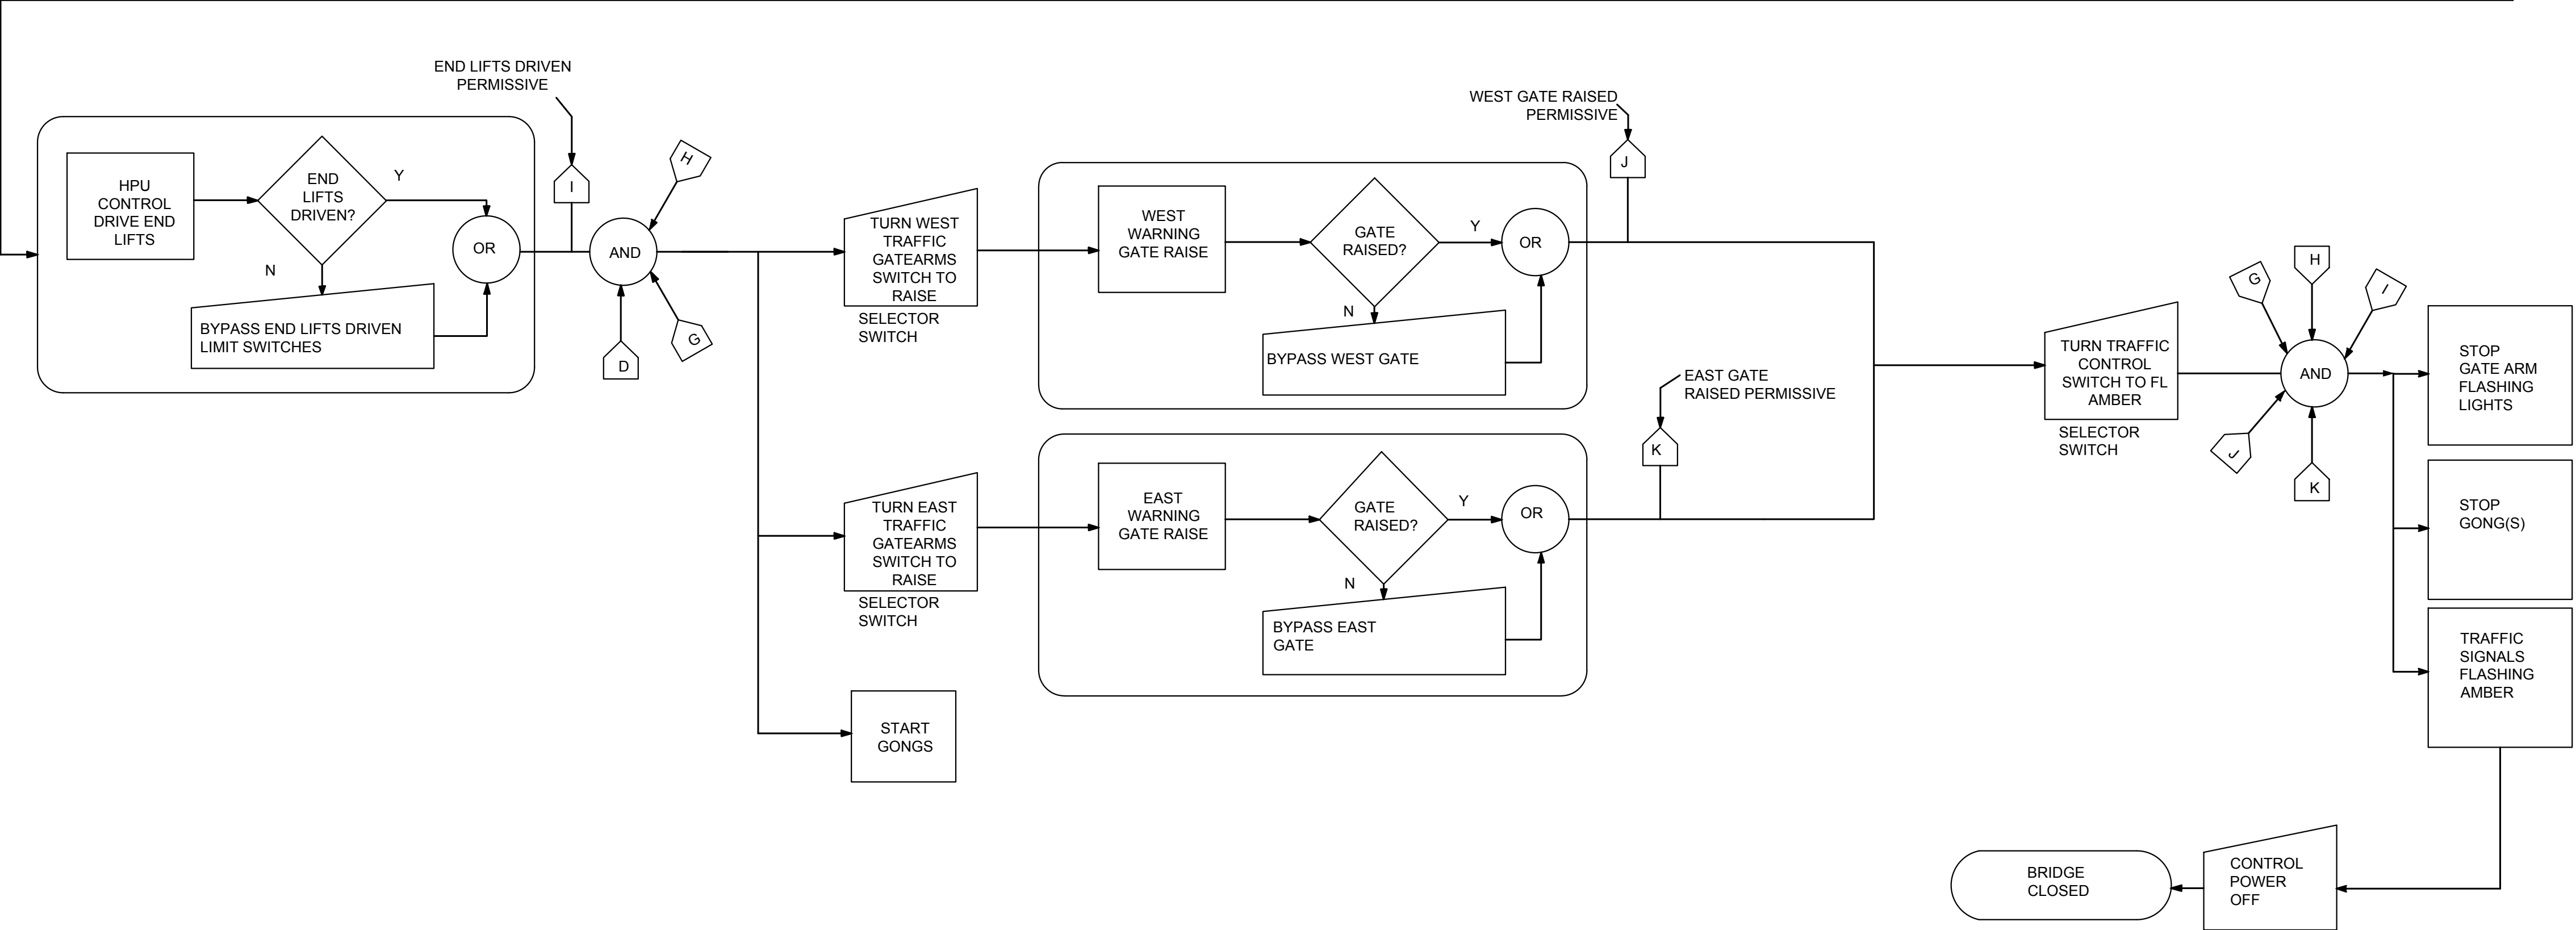 END LIFTS DRIVEN
PERMISSIVE
HPU
CONTROL
DRIVE END
LIFTS
END
LIFTS
DRIVEN?
Y
N
OR
BYPASS END LIFTS DRIVEN
LIMIT SWITCHES
I
H
AND
D
G
TURN WEST
TRAFFIC
GATEARMS
SWITCH TO
RAISE
SELECTOR
SWITCH
WEST
WARNING
GATE RAISE
GATE
RAISED?
Y
N
OR
BYPASS WEST GATE
WEST GATE RAISED
PERMISSIVE
J
TURN EAST
TRAFFIC
GATEARMS
SWITCH TO
RAISE
SELECTOR
SWITCH
EAST
WARNING
GATE RAISE
GATE
RAISED?
Y
N
OR
BYPASS EAST
GATE
EAST GATE
RAISED PERMISSIVE
K
START
GONGS
TURN TRAFFIC
CONTROL
SWITCH TO FL
AMBER
SELECTOR
SWITCH
G
H
I
AND
J
K
STOP
GATE ARM
FLASHING
LIGHTS
STOP
GONG(S)
TRAFFIC
SIGNALS
FLASHING
AMBER
CONTROL
POWER
OFF
BRIDGE
CLOSED